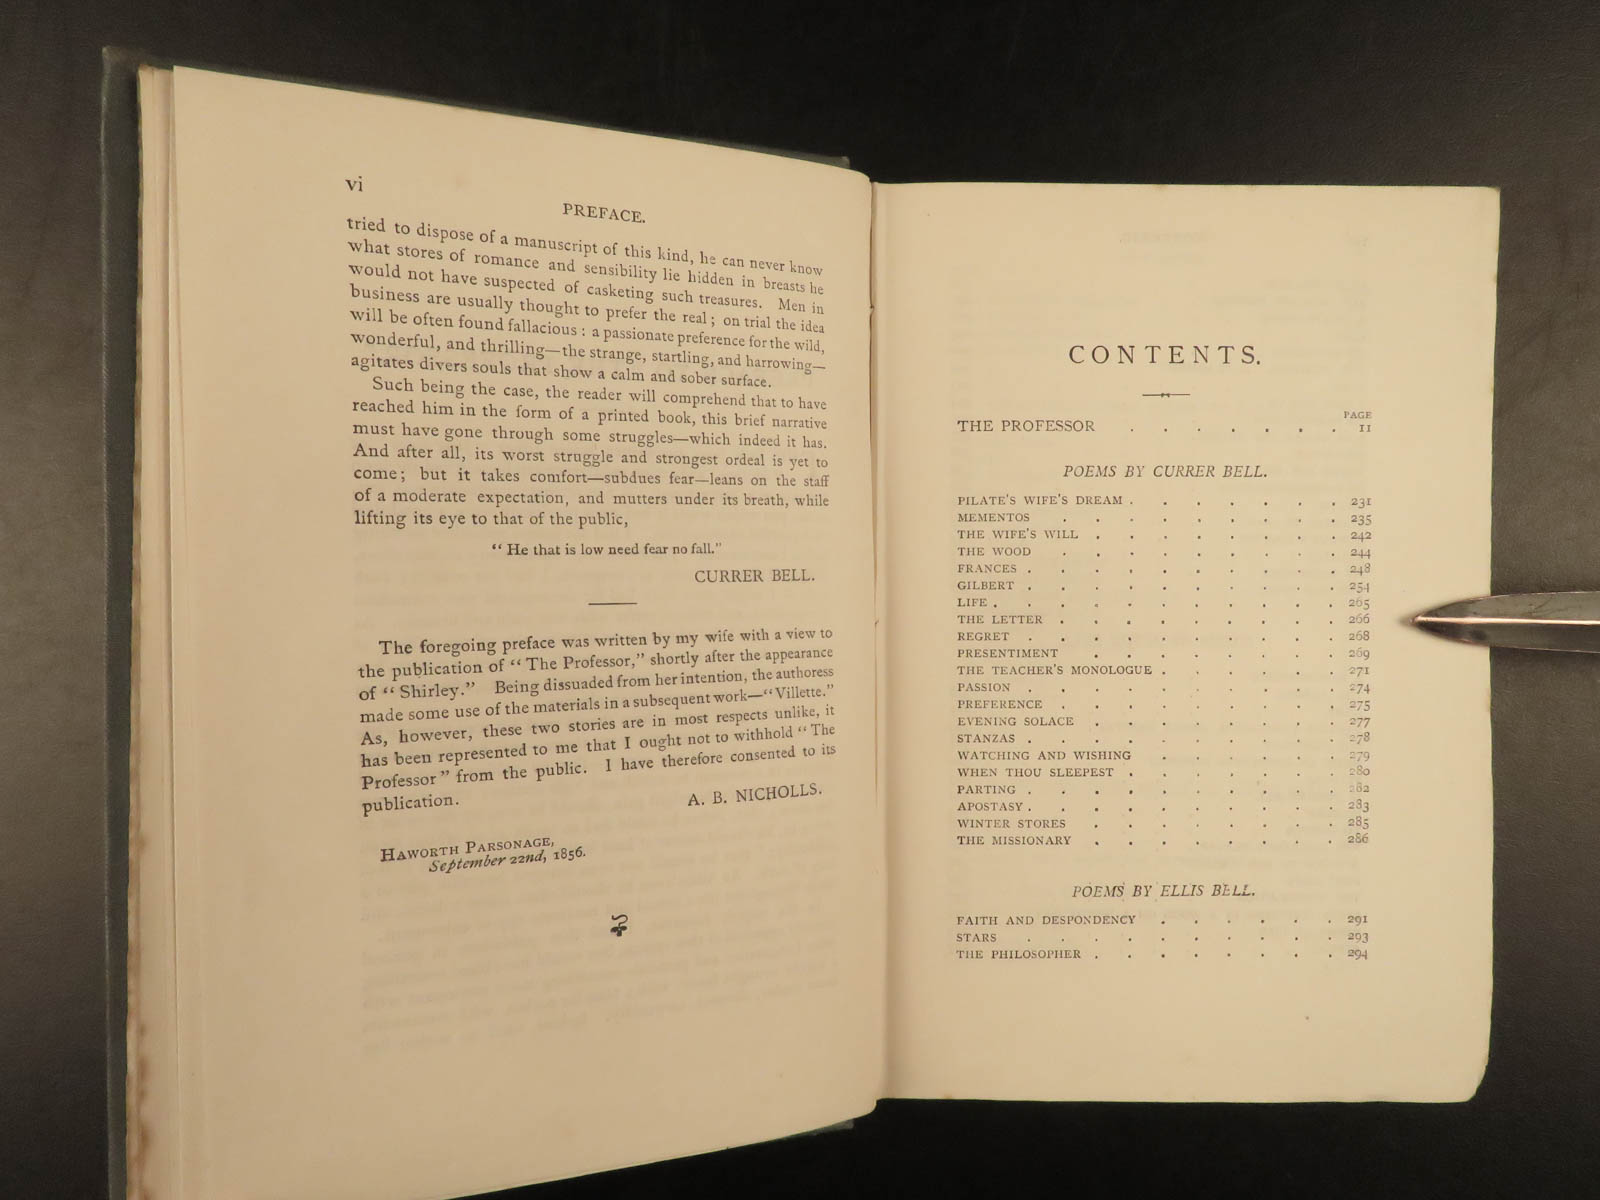 vi
PREFACE.
tried to dispose of a manuscript of this kind, he can never know
what stores of romance and sensibility lie hidden in breasts he
would not have suspected of casketing such treasures. Men in
business are usually thought to prefer the real; on trial the idea
will be often found fallacious: a passionate preference for the wild,
wonderful, and thrilling—the strange, startling, and harrowing—
agitates divers souls that show a calm and sober surface.
Such being the case, the reader will comprehend that to have
reached him in the form of a printed book, this brief narrative
must have gone through some struggles—which indeed it has.
And after all, its worst struggle and strongest ordeal is yet to
come; but it takes comfort—subdues fear—leans on the staff
of a moderate expectation, and mutters under its breath, while
lifting its eye to that of the public,
“He that is low need fear no fall.”
CURRER BELL.
The foregoing preface was written by my wife with a view to
the publication of “The Professor,” shortly after the appearance
of “Shirley.” Being dissuaded from her intention, the authoress
made some use of the materials in a subsequent work—“Villette.”
As, however, these two stories are in most respects unlike, it
has been represented to me that I ought not to withhold “The
Professor” from the public. I have therefore consented to its
publication.
A. B. NICHOLLS.
HAWORTH PARSONAGE,
September 22nd, 1856.
CONTENTS.
PAGE
THE PROFESSOR . . . . . . . 11
POEMS BY CURRER BELL.
PILATE'S WIFE'S DREAM . . . . . . . 231
MEMENTOS . . . . . . . . . 235
THE WIFE'S WILL . . . . . . . . 242
THE WOOD . . . . . . . . . 244
FRANCES . . . . . . . . . . 248
GILBERT . . . . . . . . . . 254
LIFE . . . . . . . . . . . 265
THE LETTER . . . . . . . . . 266
REGRET . . . . . . . . . . 268
PRESENTIMENT . . . . . . . . 269
THE TEACHER'S MONOLOGUE . . . . . . 271
PASSION . . . . . . . . . . 274
PREFERENCE . . . . . . . . . 275
EVENING SOLACE . . . . . . . . 277
STANZAS . . . . . . . . . . 278
WATCHING AND WISHING . . . . . . 279
WHEN THOU SLEEPEST . . . . . . . 280
PARTING . . . . . . . . . . 282
APOSTASY . . . . . . . . . . 283
WINTER STORES . . . . . . . . 285
THE MISSIONARY . . . . . . . . 286
POEMS BY ELLIS BELL.
FAITH AND DESPONDENCY . . . . . . 291
STARS . . . . . . . . . . 293
THE PHILOSOPHER . . . . . . . . 294